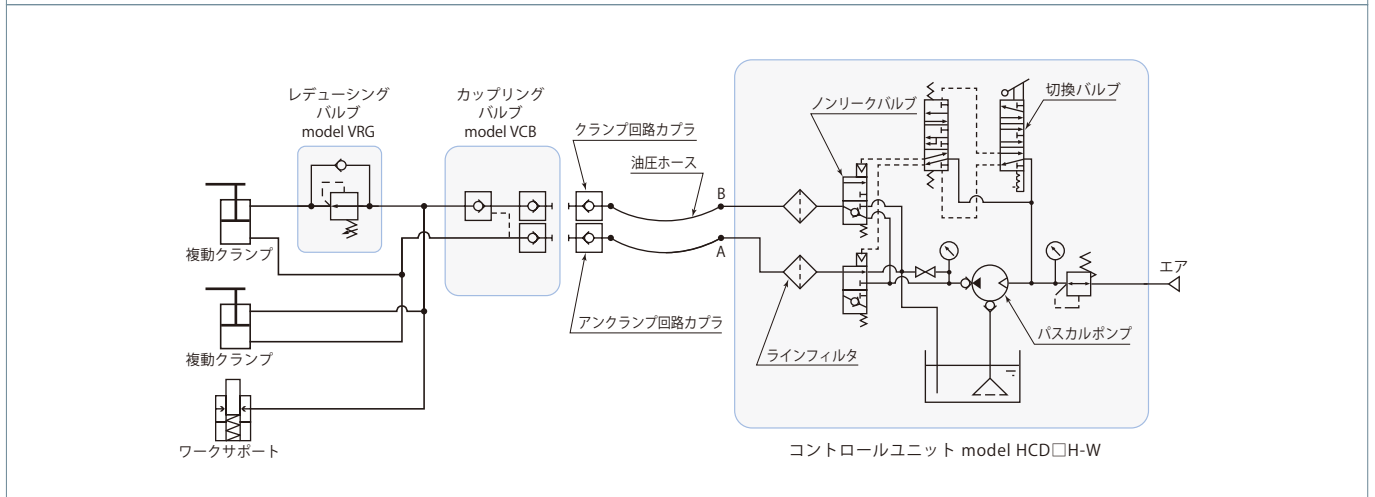 レデューシング
バルブ
model VRG
カップリング
バルブ
model VCB
クランプ回路カプラ
油圧ホース
ノンリークバルブ
切換バルブ
複動クランプ
複動クランプ
ワークサポート
アンクランプ回路カプラ
B
A
ラインフィルタ
パスカルポンプ
エア
コントロールユニット model HCD□H-W